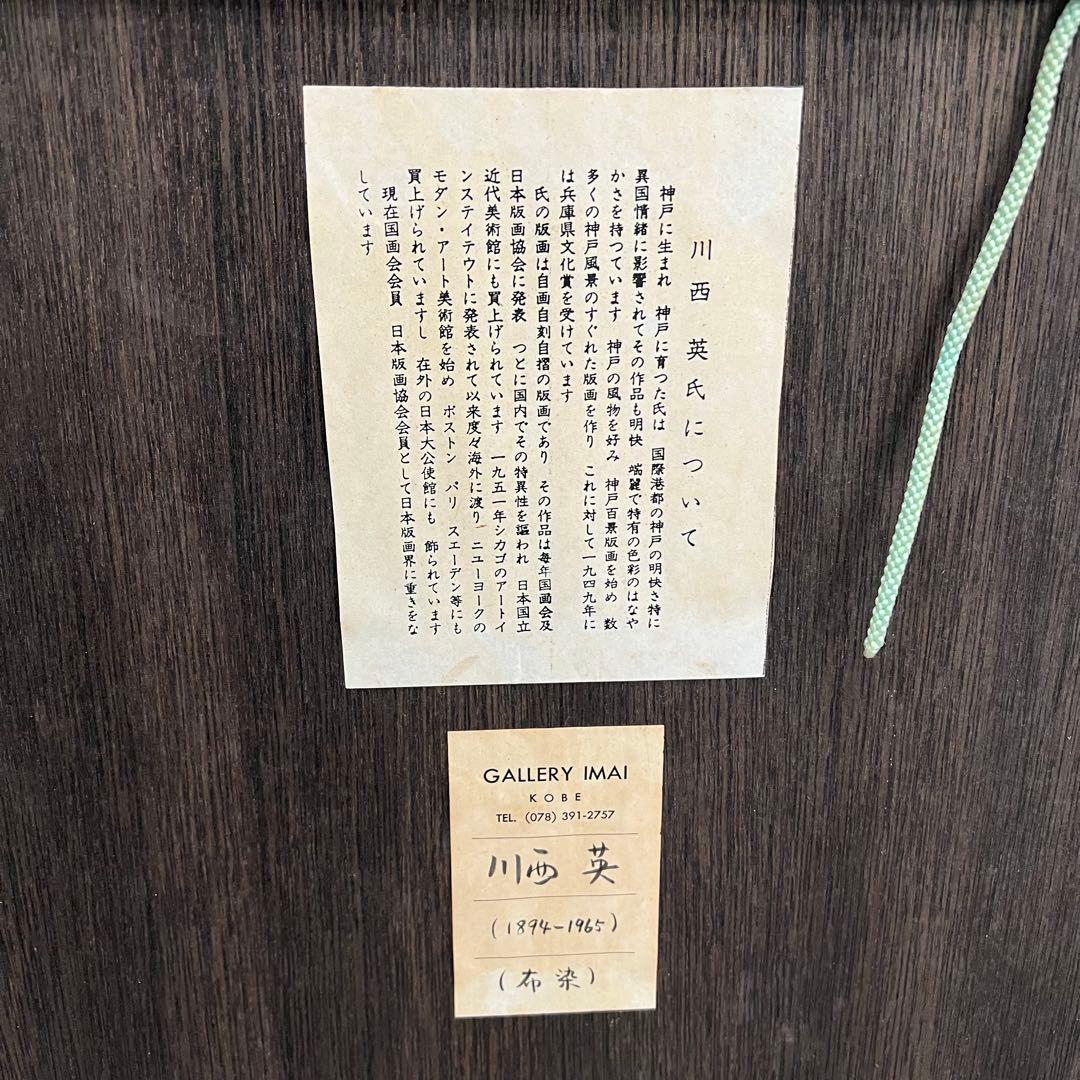 川西英氏について
神戸に生まれ　神戸に育つた氏は　国際港都の神戸の明快さ特に
異国情緒に影響されてその作品も明快　端麗で特有の色彩のはなや
かさを持つています　神戸の風物を好み　神戸百景版画を始め　数
多くの神戸風景のすぐれた版画を作り　これに対して一九四九年に
は兵庫県文化賞を受けています
氏の版画は自画自刻自摺の版画であり　その作品は毎年国画会及
日本版画協会に発表　つとに国内でその特異性を謳われ　日本国立
近代美術館にも買上げられています　一九五一年シカゴのアートイ
ンステイテウトに発表されて以来度々海外に渡り　ニユーヨークの
モダン・アート美術館を始め　ボストン　パリ　スエーデン等にも
買上げられていますし　在外の日本大公使館にも　飾られています
現在国画会会員　日本版画協会会員として日本版画界に重きをな
しています
GALLERY IMAI
KOBE
TEL. (078) 391-2757
川西 英
(1894-1965)
(布染)